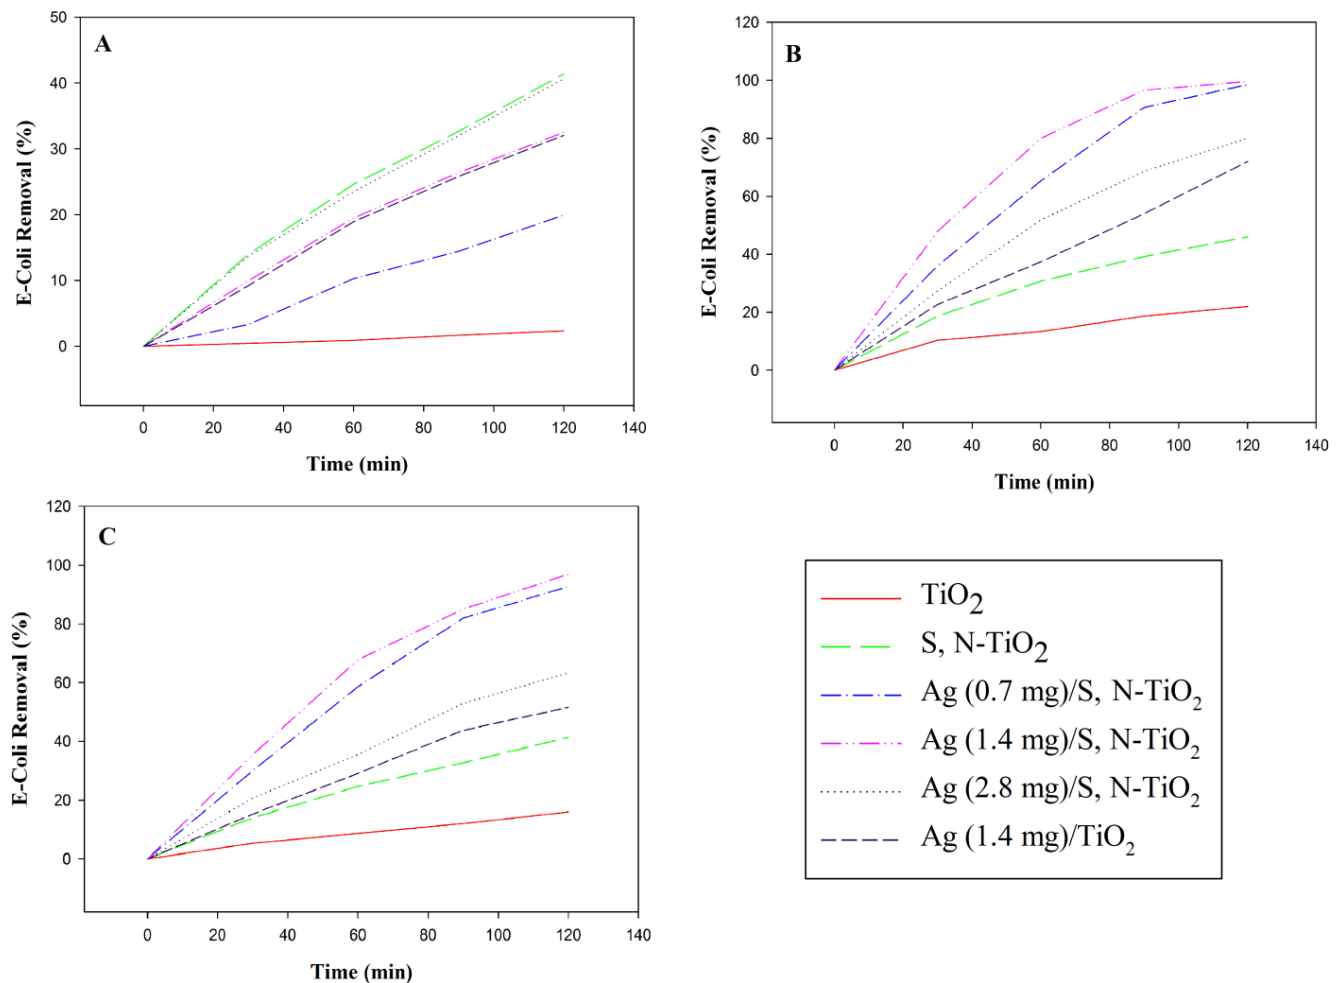 A
E-Coli Removal (%)
50
40
30
20
10
0
0 20 40 60 80 100 120 140
Time (min)
B
E-Coli Removal (%)
120
100
80
60
40
20
0
0 20 40 60 80 100 120 140
Time (min)
C
E-Coli Removal (%)
120
100
80
60
40
20
0
0 20 40 60 80 100 120 140
Time (min)
TiO2
S, N-TiO2
Ag (0.7 mg)/S, N-TiO2
Ag (1.4 mg)/S, N-TiO2
Ag (2.8 mg)/S, N-TiO2
Ag (1.4 mg)/TiO2